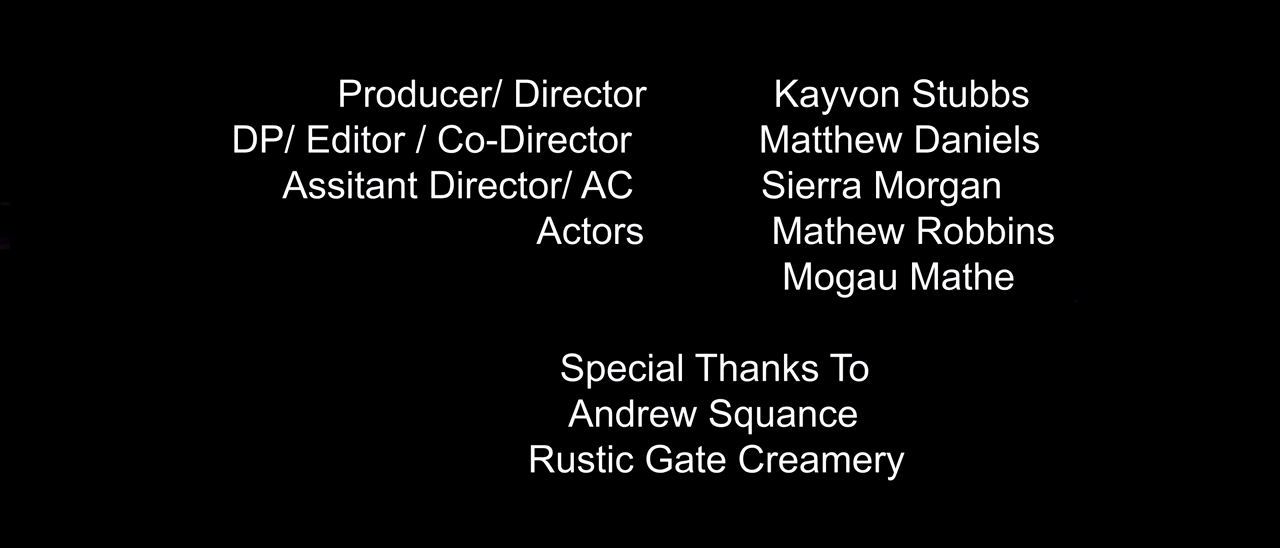 Producer/ Director Kayvon Stubbs
DP/ Editor / Co-Director Matthew Daniels
Assitant Director/ AC Sierra Morgan
Actors Mathew Robbins
Mogau Mathe
Special Thanks To
Andrew Squance
Rustic Gate Creamery